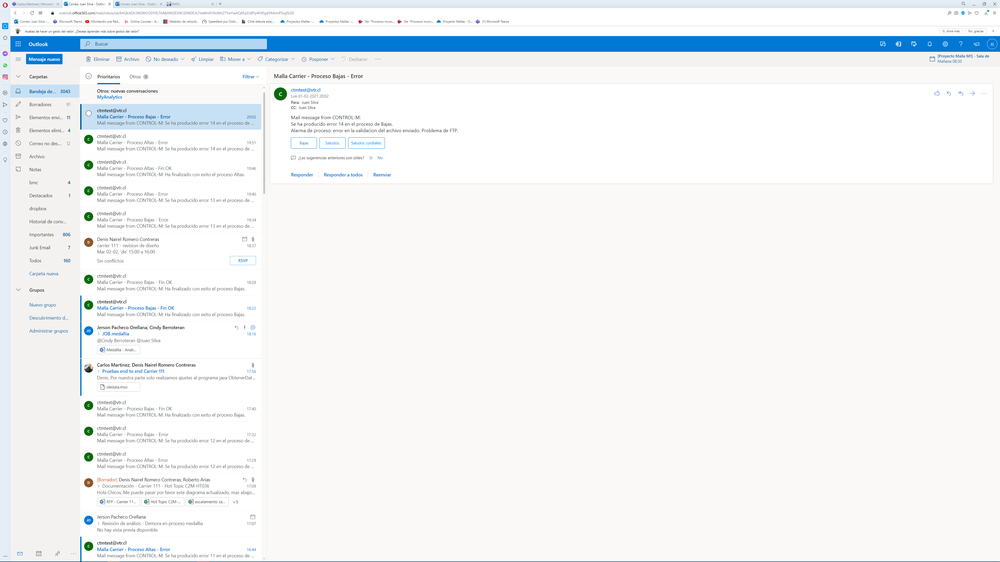 Carlos Martinez | Microsoft
Correo: Juan Silva - Outlook
Correo: Juan Silva - Outlook
EMOL
outlook.office365.com/mail/inbox/id/
Correo: Juan Silva -...
Microsoft Teams
Montando una Red...
Online Courses - A...
Medidor de velocid...
Speedtest por Ookl...
Chile debuta este...
Proyectos Mallas -...
Proyectos Mallas -...
Ver "Procesos Incon...
Ver "Procesos incon...
Proyecto Mallas - O...
(1) Microsoft Teams
Acabas de hacer un gesto del ratón. ¿Deseas aprender más sobre gestos del ratón?
Sí, dime más
No, gracias
Outlook
Buscar
JS
Mensaje nuevo
Eliminar
Archivo
No deseado
Limpiar
Mover a
Categorizar
Posponer
Deshacer
[Proyecto Malla M1] - Sala de
Mañana 08:30
Carpetas
Bandeja de... 3043
Borradores 91
Elementos envi... 11
Elementos elimi... 4
Correo no des... 12
Archivo
Notas
bmc 4
Destacados 1
dropbox
Historial de conv...
Importantes 806
Junk Email 7
Todos 160
Carpeta nueva
Grupos
Nuevo grupo
Descubrimiento d...
Administrar grupos
Prioritarios
Otros 1
Filtrar
Otros: nuevas conversaciones
MyAnalytics
ctmtest@vtr.cl
Malla Carrier - Proceso Bajas - Error 20:02
Mail message from CONTROL-M: Se ha producido error 14 en el proceso de ...
C
ctmtest@vtr.cl
Malla Carrier - Proceso Altas - Error 19:51
Mail message from CONTROL-M: Se ha producido error 14 en el proceso de ...
C
ctmtest@vtr.cl
Malla Carrier - Proceso Altas - Fin OK 19:46
Mail message from CONTROL-M: Ha finalizado con exito el proceso Altas.
C
ctmtest@vtr.cl
Malla Carrier - Proceso Altas - Error 19:40
Mail message from CONTROL-M: Se ha producido error 13 en el proceso de ...
C
ctmtest@vtr.cl
Malla Carrier - Proceso Bajas - Error 19:34
Mail message from CONTROL-M: Se ha producido error 13 en el proceso de ...
D
Denis Nairel Romero Contreras
carrier 111 - revision de diseño 18:37
Mar 02-02, 'de' 15:00 a 16:00
Sin conflictos
RSVP
C
ctmtest@vtr.cl
Malla Carrier - Proceso Bajas - Fin OK 18:28
Mail message from CONTROL-M: Ha finalizado con exito el proceso Bajas.
C
ctmtest@vtr.cl
Malla Carrier - Proceso Bajas - Fin OK 18:22
Mail message from CONTROL-M: Ha finalizado con exito el proceso Bajas.
JO
Jerson Pacheco Orellana; Cindy Berroteran
JOB medallia 18:16
@Cindy Berroteran @Juan Silva
Medallia - Anali...
Carlos Martinez; Denis Nairel Romero Contreras
Pruebas end to end Carrier 111 17:56
Denis, Por nuestra parte solo realizamos ajustes al programa java ObtenerDat...
oledata.mso
C
ctmtest@vtr.cl
Malla Carrier - Proceso Bajas - Fin OK 17:40
Mail message from CONTROL-M: Ha finalizado con exito el proceso Bajas.
C
ctmtest@vtr.cl
Malla Carrier - Proceso Bajas - Error 17:32
Mail message from CONTROL-M: Se ha producido error 12 en el proceso de ...
C
ctmtest@vtr.cl
Malla Carrier - Proceso Altas - Error 17:29
Mail message from CONTROL-M: Se ha producido error 12 en el proceso de ...
D
[Borrador] Denis Nairel Romero Contreras; Roberto Arias
Documentación - Carrier 111 - Hot Topic C2M-HT036 17:09
Hola Chicos, Me puede pasar por favor este diagrama actualizado, mas abajo...
RFP - Carrier 11...
Hot Topic C2M-...
escalamiento ca...
+9
JO
Jerson Pacheco Orellana
Revisión de análisis - Demora en proceso medallia 17:07
No hay vista previa disponible.
C
ctmtest@vtr.cl
Malla Carrier - Proceso Altas - Error 16:44
Mail message from CONTROL-M: Se ha producido error 11 en el proceso de ...
Malla Carrier - Proceso Bajas - Error
C
ctmtest@vtr.cl
Lun 01-02-2021 20:02
Para: Juan Silva
CC: Juan Silva
Mail message from CONTROL-M:
Se ha producido error 14 en el proceso de Bajas.
Alarma de proceso: error en la validacion del archivo enviado. Problema de FTP.
Bajas
Saludos.
Saludos cordiales.
¿Las sugerencias anteriores son útiles? Sí No
Responder
Responder a todos
Reenviar